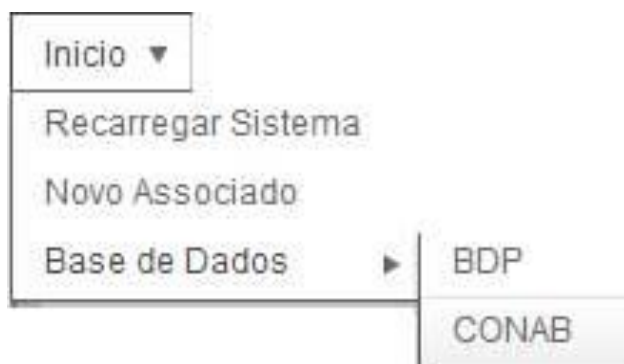 Inicio ▼
Recarregar Sistema
Novo Associado
Base de Dados ►
BDP
CONAB